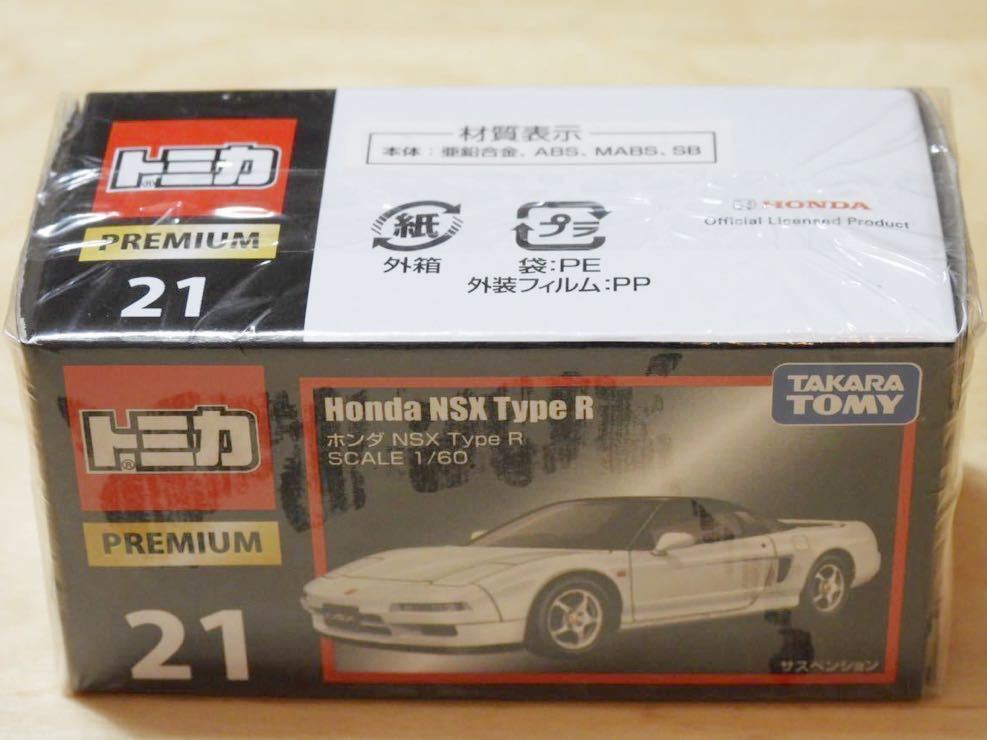 トミカ
PREMIUM
21
材質表示
本体:亜鉛合金、ABS、MABS、SB
紙
外箱
プラ
袋:PE
外装フィルム:PP
HONDA
Official Licensed Product
トミカ
PREMIUM
21
Honda NSX Type R
ホンダ NSX Type R
SCALE 1/60
TAKARA
TOMY
サスペンション